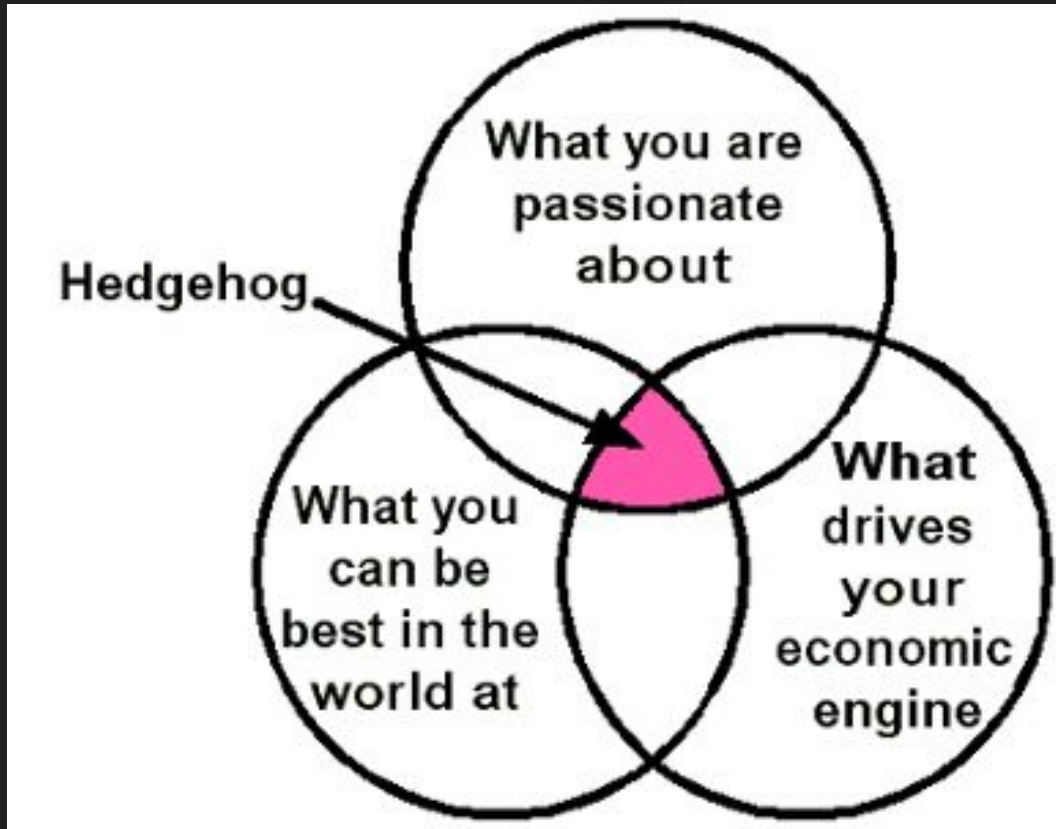 What you are
passionate
about
Hedgehog
What you
can be
best in the
world at
What
drives
your
economic
engine